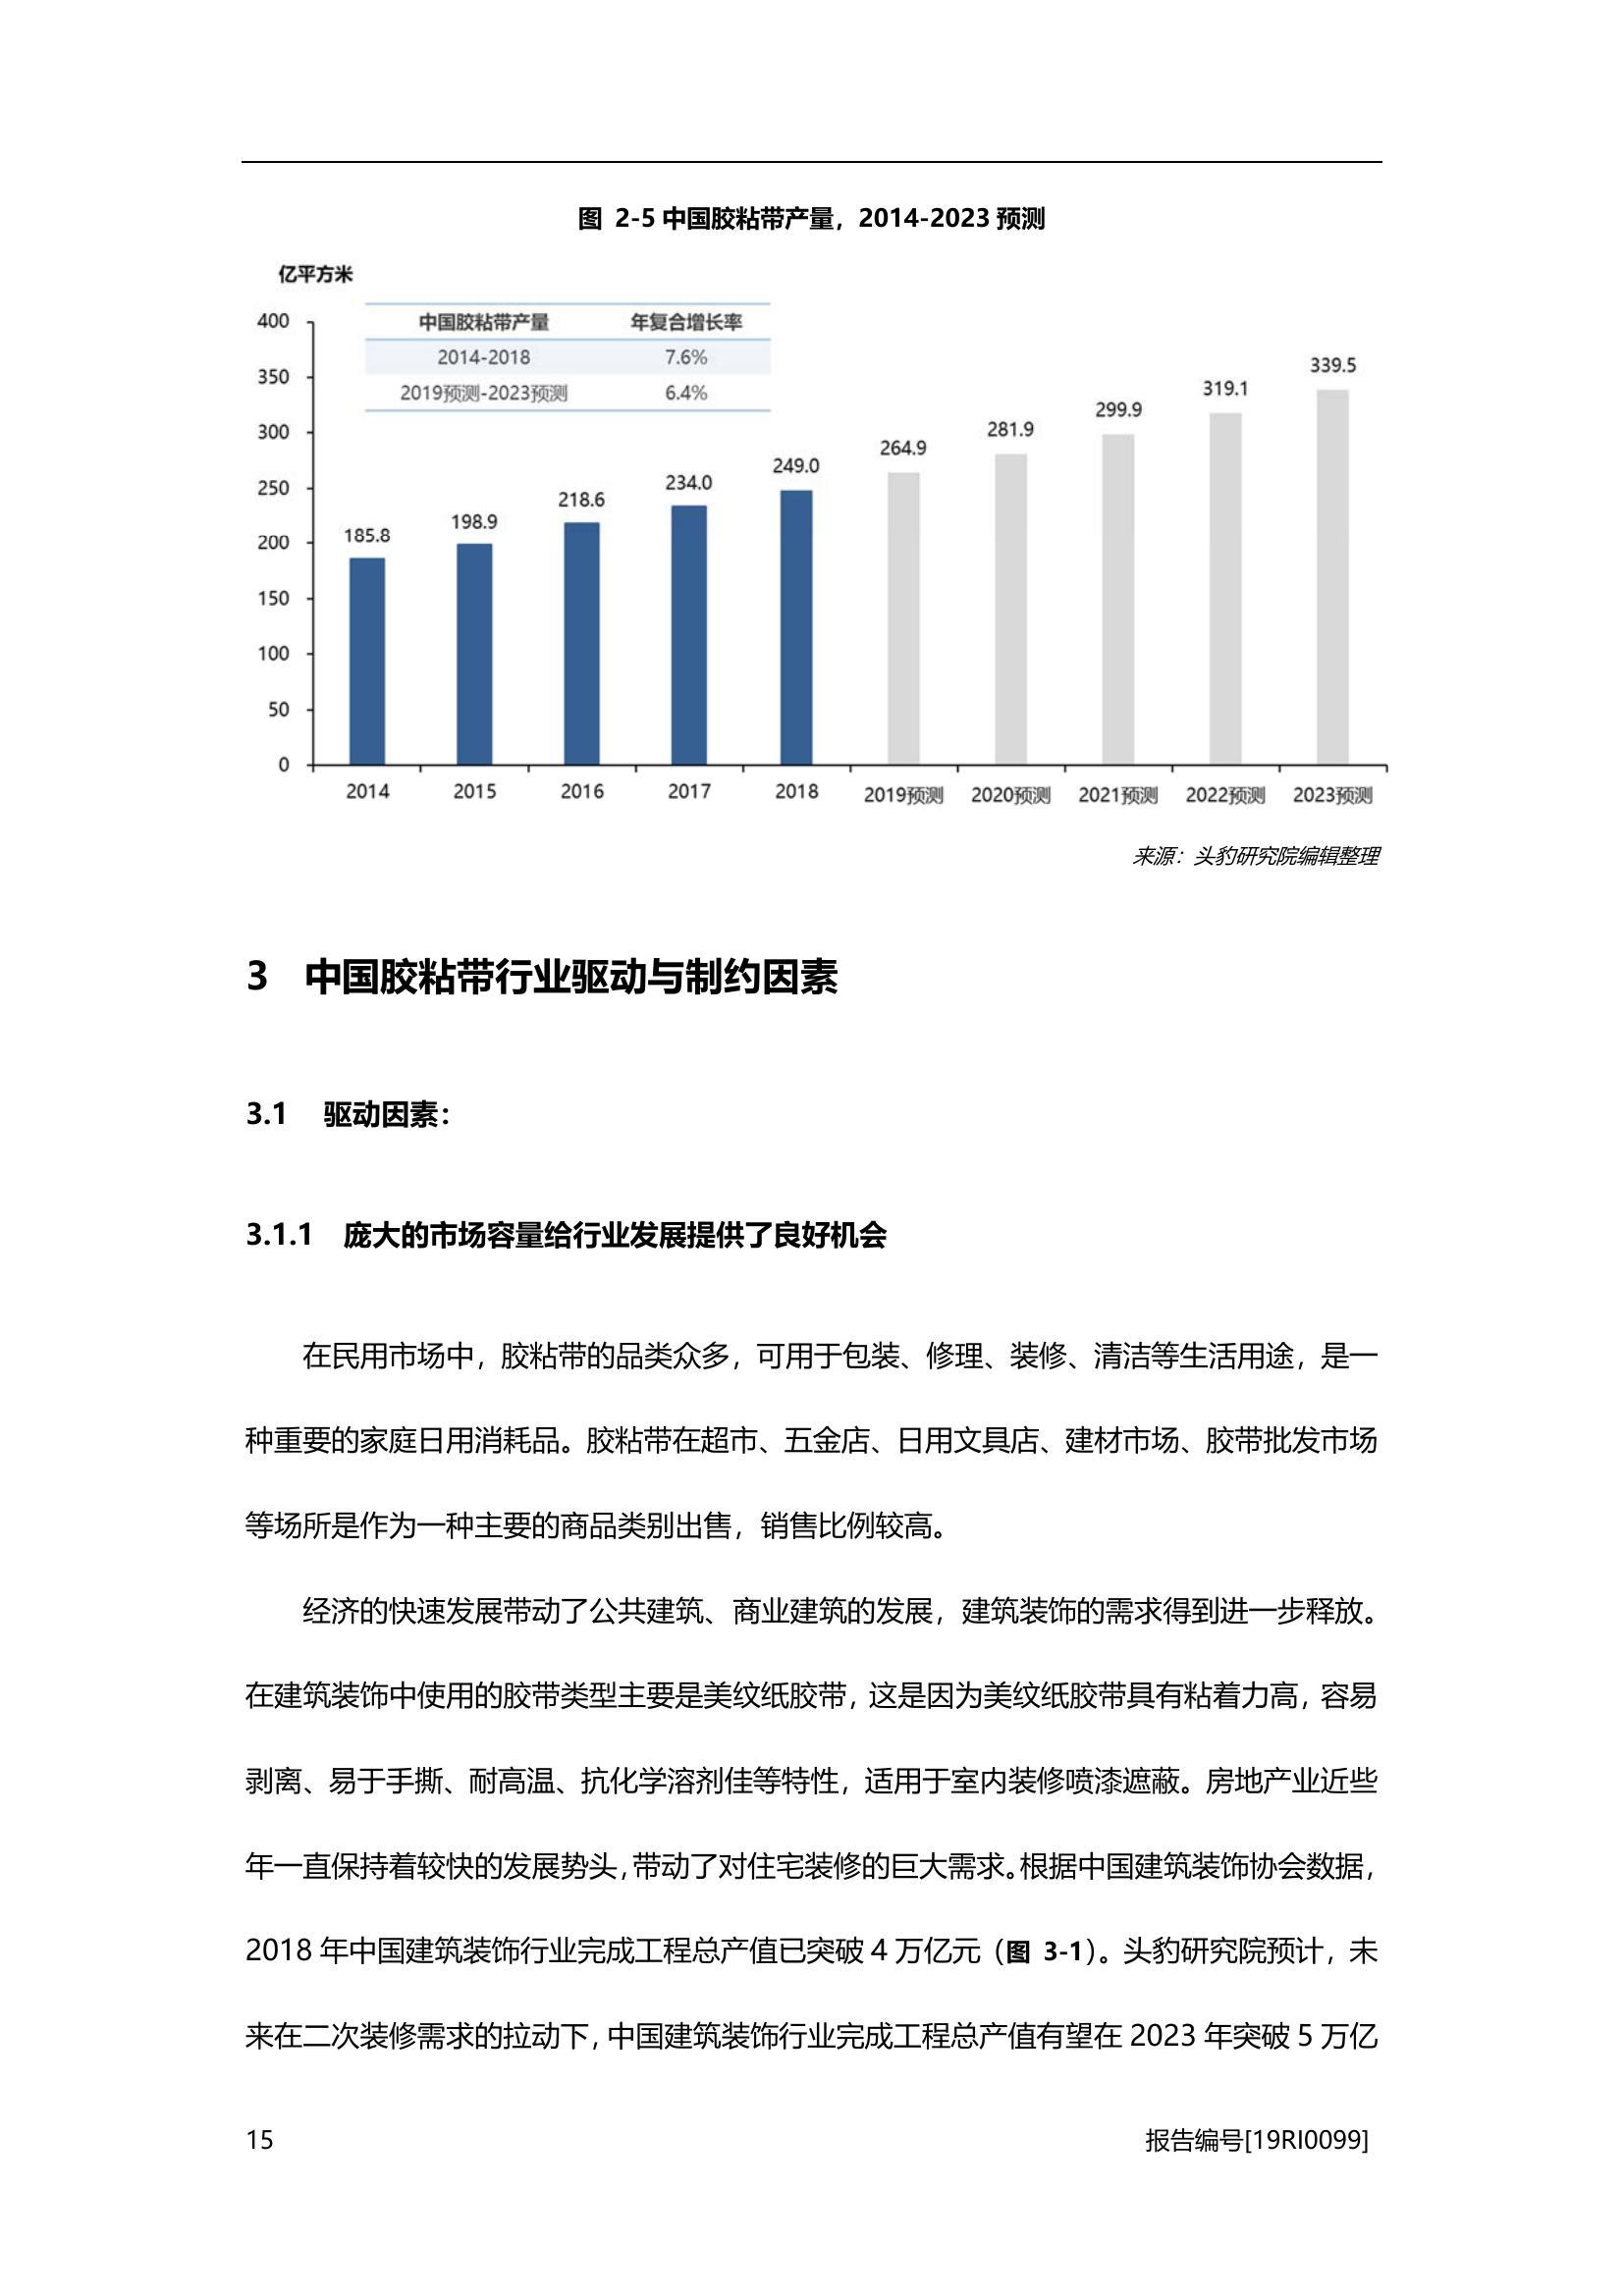 图 2-5 中国胶粘带产量，2014-2023 预测
亿平方米
中国胶粘带产量 年复合增长率
2014-2018 7.6%
2019预测-2023预测 6.4%
400
350
300
250
200
150
100
50
0
185.8
198.9
218.6
234.0
249.0
264.9
281.9
299.9
319.1
339.5
2014 2015 2016 2017 2018 2019预测 2020预测 2021预测 2022预测 2023预测
来源：头豹研究院编辑整理
3 中国胶粘带行业驱动与制约因素
3.1 驱动因素：
3.1.1 庞大的市场容量给行业发展提供了良好机会
在民用市场中，胶粘带的品类众多，可用于包装、修理、装修、清洁等生活用途，是一
种重要的家庭日用消耗品。胶粘带在超市、五金店、日用文具店、建材市场、胶带批发市场
等场所是作为一种主要的商品类别出售，销售比例较高。
经济的快速发展带动了公共建筑、商业建筑的发展，建筑装饰的需求得到进一步释放。
在建筑装饰中使用的胶带类型主要是美纹纸胶带，这是因为美纹纸胶带具有粘着力高，容易
剥离、易于手撕、耐高温、抗化学溶剂佳等特性，适用于室内装修喷漆遮蔽。房地产业近些
年一直保持着较快的发展势头，带动了对住宅装修的巨大需求。根据中国建筑装饰协会数据，
2018 年中国建筑装饰行业完成工程总产值已突破 4 万亿元（图 3-1）。头豹研究院预计，未
来在二次装修需求的拉动下，中国建筑装饰行业完成工程总产值有望在 2023 年突破 5 万亿
15 报告编号[19RI0099]